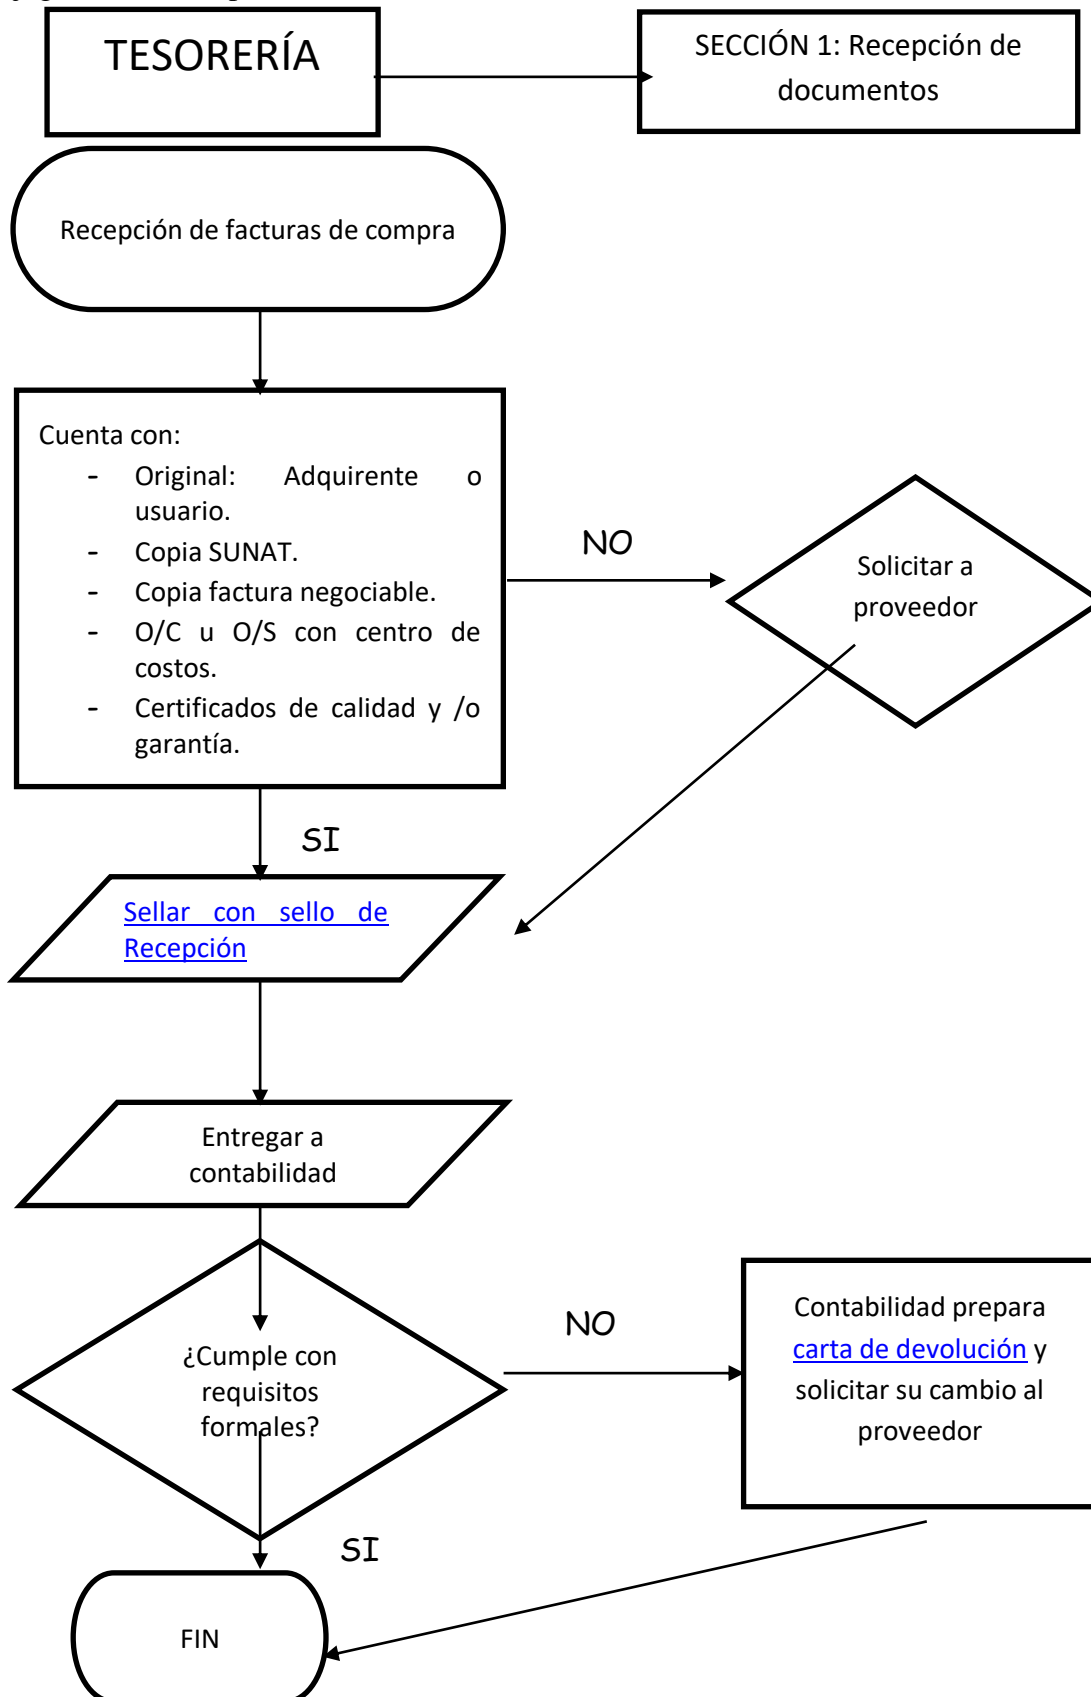 TESORERÍA
SECCIÓN 1: Recepción de
documentos
Recepción de facturas de compra
Cuenta con:
- Original: Adquirente o
usuario.
- Copia SUNAT.
- Copia factura negociable.
- O/C u O/S con centro de
costos.
- Certificados de calidad y /o
garantía.
NO
Solicitar a
proveedor
SI
Sellar con sello de
Recepción
Entregar a
contabilidad
¿Cumple con
requisitos
formales?
NO
Contabilidad prepara
carta de devolución y
solicitar su cambio al
proveedor
SI
FIN